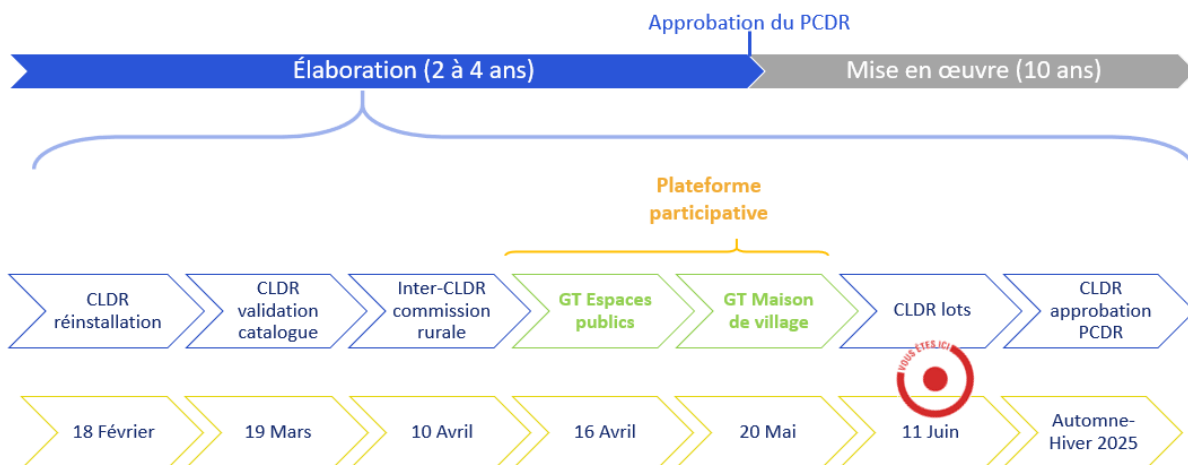 Approbation du PCDR
Élaboration (2 à 4 ans)
Mise en œuvre (10 ans)
Plateforme
participative
CLDR
réinstallation
CLDR
validation
catalogue
Inter-CLDR
commission
rurale
GT Espaces
publics
GT Maison
de village
CLDR lots
CLDR
approbation
PCDR
VOUS ÊTES ICI
18 Février
19 Mars
10 Avril
16 Avril
20 Mai
11 Juin
Automne-
Hiver 2025